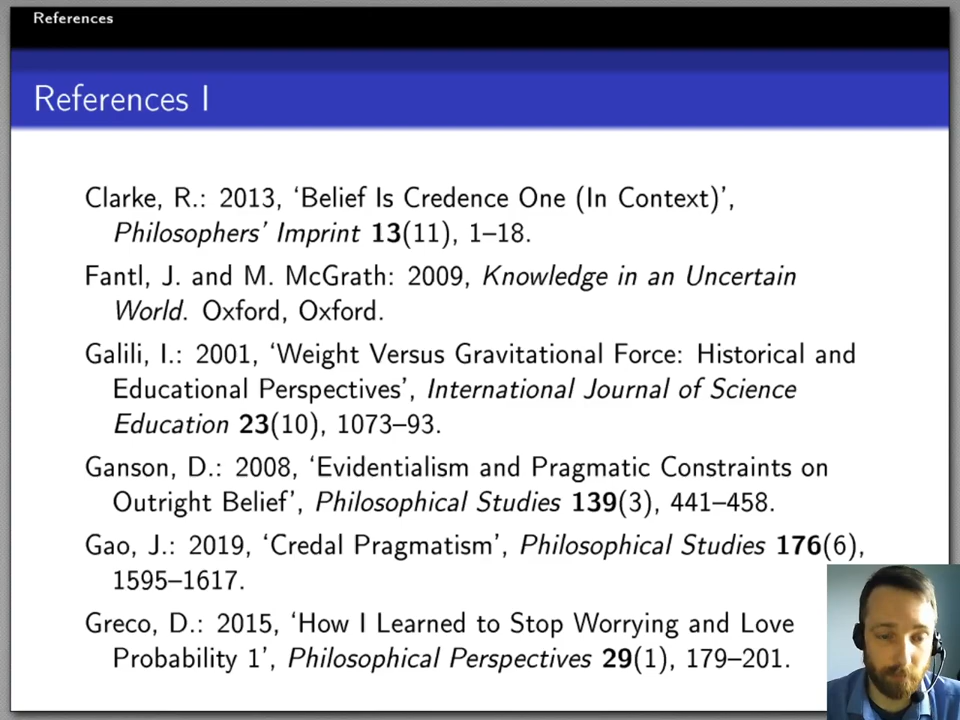 References
References I
Clarke, R.: 2013, ‘Belief Is Credence One (In Context)’,
Philosophers’ Imprint 13(11), 1–18.
Fantl, J. and M. McGrath: 2009, Knowledge in an Uncertain
World. Oxford, Oxford.
Galili, I.: 2001, ‘Weight Versus Gravitational Force: Historical and
Educational Perspectives’, International Journal of Science
Education 23(10), 1073–93.
Ganson, D.: 2008, ‘Evidentialism and Pragmatic Constraints on
Outright Belief’, Philosophical Studies 139(3), 441–458.
Gao, J.: 2019, ‘Credal Pragmatism’, Philosophical Studies 176(6),
1595–1617.
Greco, D.: 2015, ‘How I Learned to Stop Worrying and Love
Probability 1’, Philosophical Perspectives 29(1), 179–201.